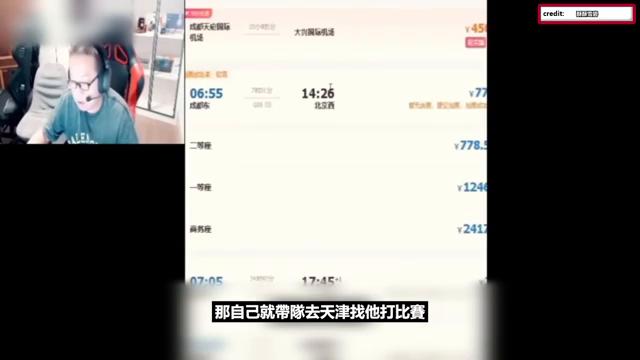 credit:
成都天府国际机场
大兴国际机场
¥450
06:55
14:26
成都东
北京西
二等座
¥778.5
一等座
¥1246
商务座
¥2417
07:05
17:45
那自己就帶隊去天津找他打比賽